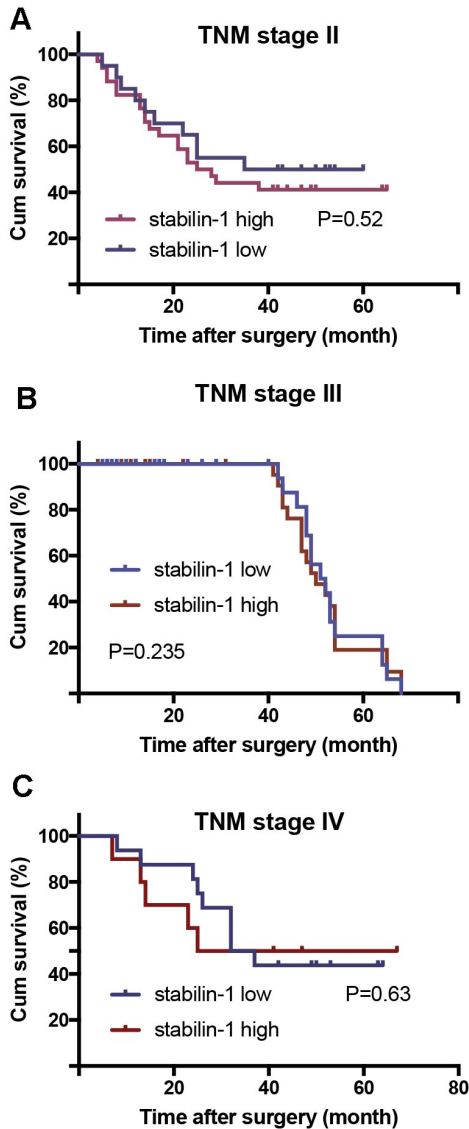 A
TNM stage II
Cum survival (%)
100
80
60
40
20
stabilin-1 high
P=0.52
stabilin-1 low
20
40
60
Time after surgery (month)
B
TNM stage III
Cum survival (%)
100
80
60
40
20
stabilin-1 low
stabilin-1 high
P=0.235
20
40
60
Time after surgery (month)
C
TNM stage IV
Cum survival (%)
100
80
60
40
20
stabilin-1 low
P=0.63
stabilin-1 high
20
40
60
80
Time after surgery (month)